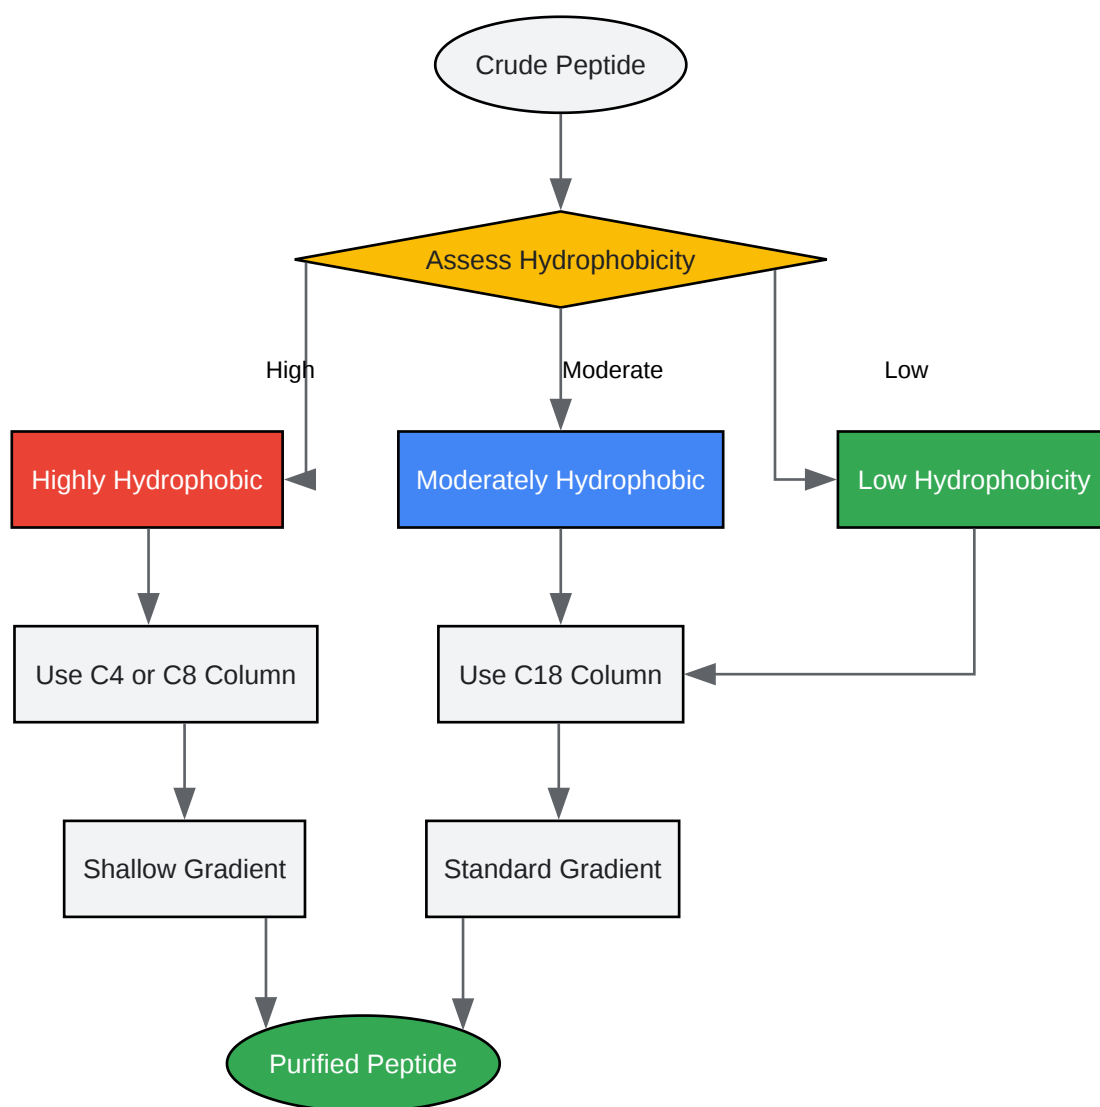 Crude Peptide
Assess Hydrophobicity
High
Moderate
Low
Highly Hydrophobic
Moderately Hydrophobic
Low Hydrophobicity
Use C4 or C8 Column
Use C18 Column
Shallow Gradient
Standard Gradient
Purified Peptide